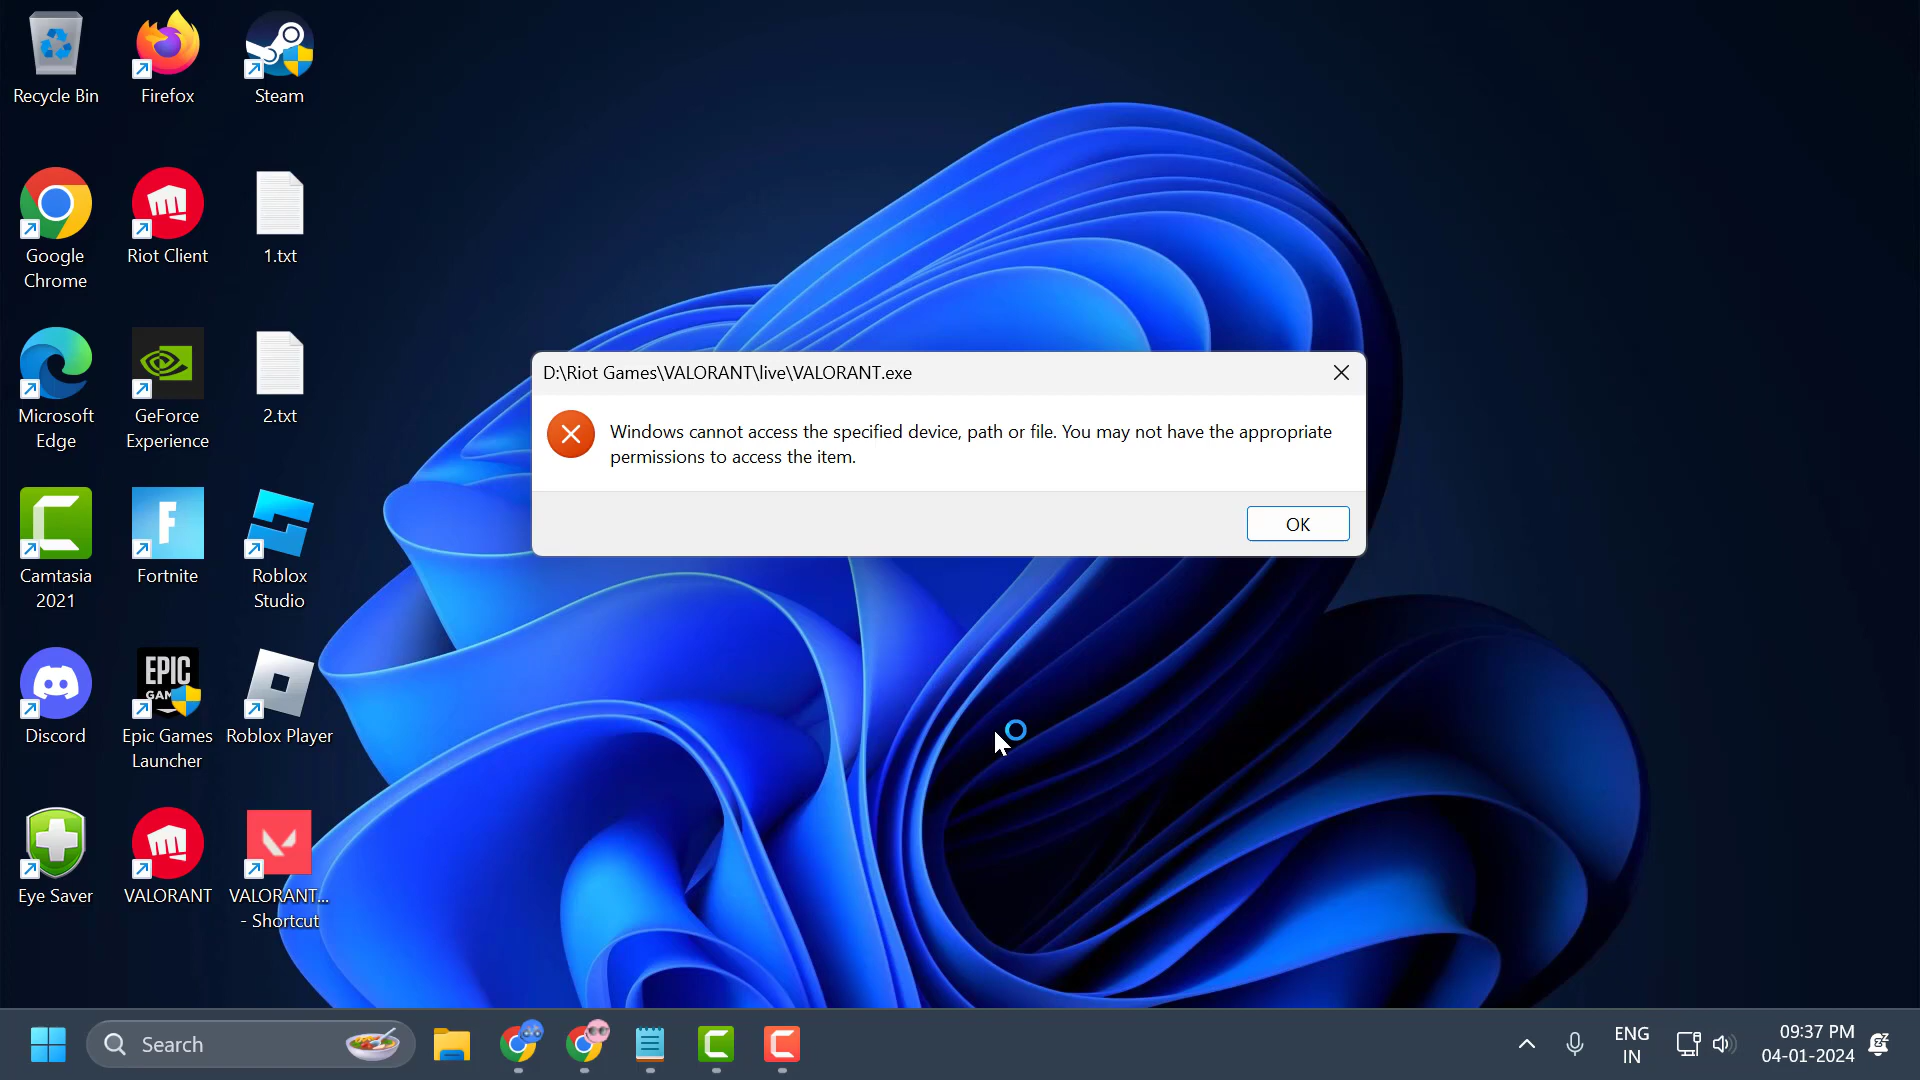 Recycle Bin
Firefox
Steam
Google
Chrome
Riot Client
1.txt
Microsoft
Edge
GeForce
Experience
2.txt
Camtasia
2021
Fortnite
Roblox
Studio
Discord
EPIC
GAM
Epic Games
Launcher
Roblox Player
Eye Saver
VALORANT
VALORANT...
- Shortcut
D:\Riot Games\VALORANT\live\VALORANT.exe
Windows cannot access the specified device, path or file. You may not have the appropriate
permissions to access the item.
OK
Search
ENG
IN
09:37 PM
04-01-2024